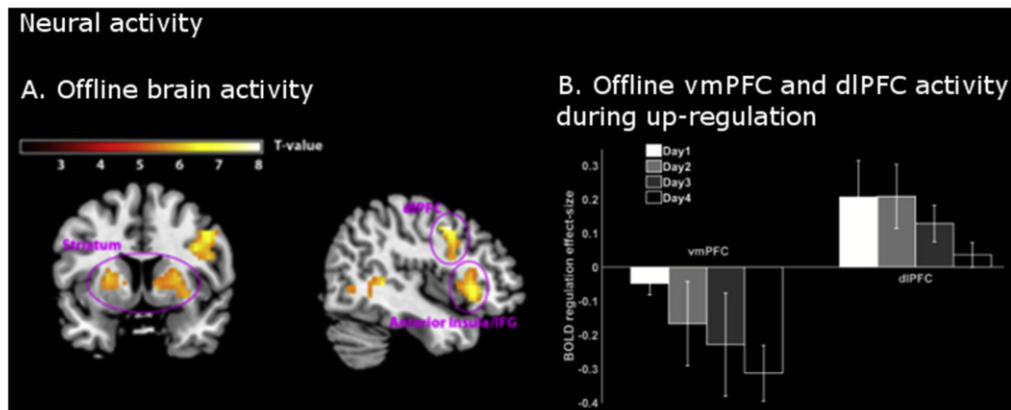 Neural activity
A. Offline brain activity
B. Offline vmPFC and dlPFC activity
during up-regulation
T-value
3 4 5 6 7 8
Striatum
dlPFC
Anterior Insula/IFG
Day1
Day2
Day3
Day4
BOLD regulation effect-size
0.3
0.2
0.1
0
-0.1
-0.2
-0.3
-0.4
vmPFC
dlPFC